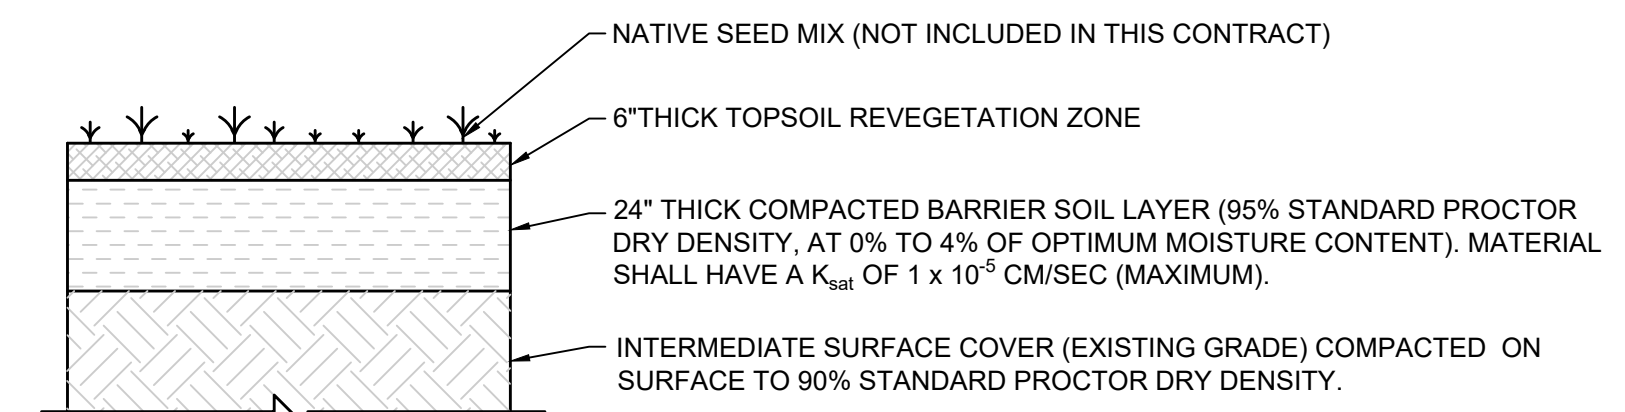 NATIVE SEED MIX (NOT INCLUDED IN THIS CONTRACT)
6"THICK TOPSOIL REVEGETATION ZONE
24" THICK COMPACTED BARRIER SOIL LAYER (95% STANDARD PROCTOR
DRY DENSITY, AT 0% TO 4% OF OPTIMUM MOISTURE CONTENT). MATERIAL
SHALL HAVE A Ksat OF 1 x 10-5 CM/SEC (MAXIMUM).
INTERMEDIATE SURFACE COVER (EXISTING GRADE) COMPACTED ON
SURFACE TO 90% STANDARD PROCTOR DRY DENSITY.